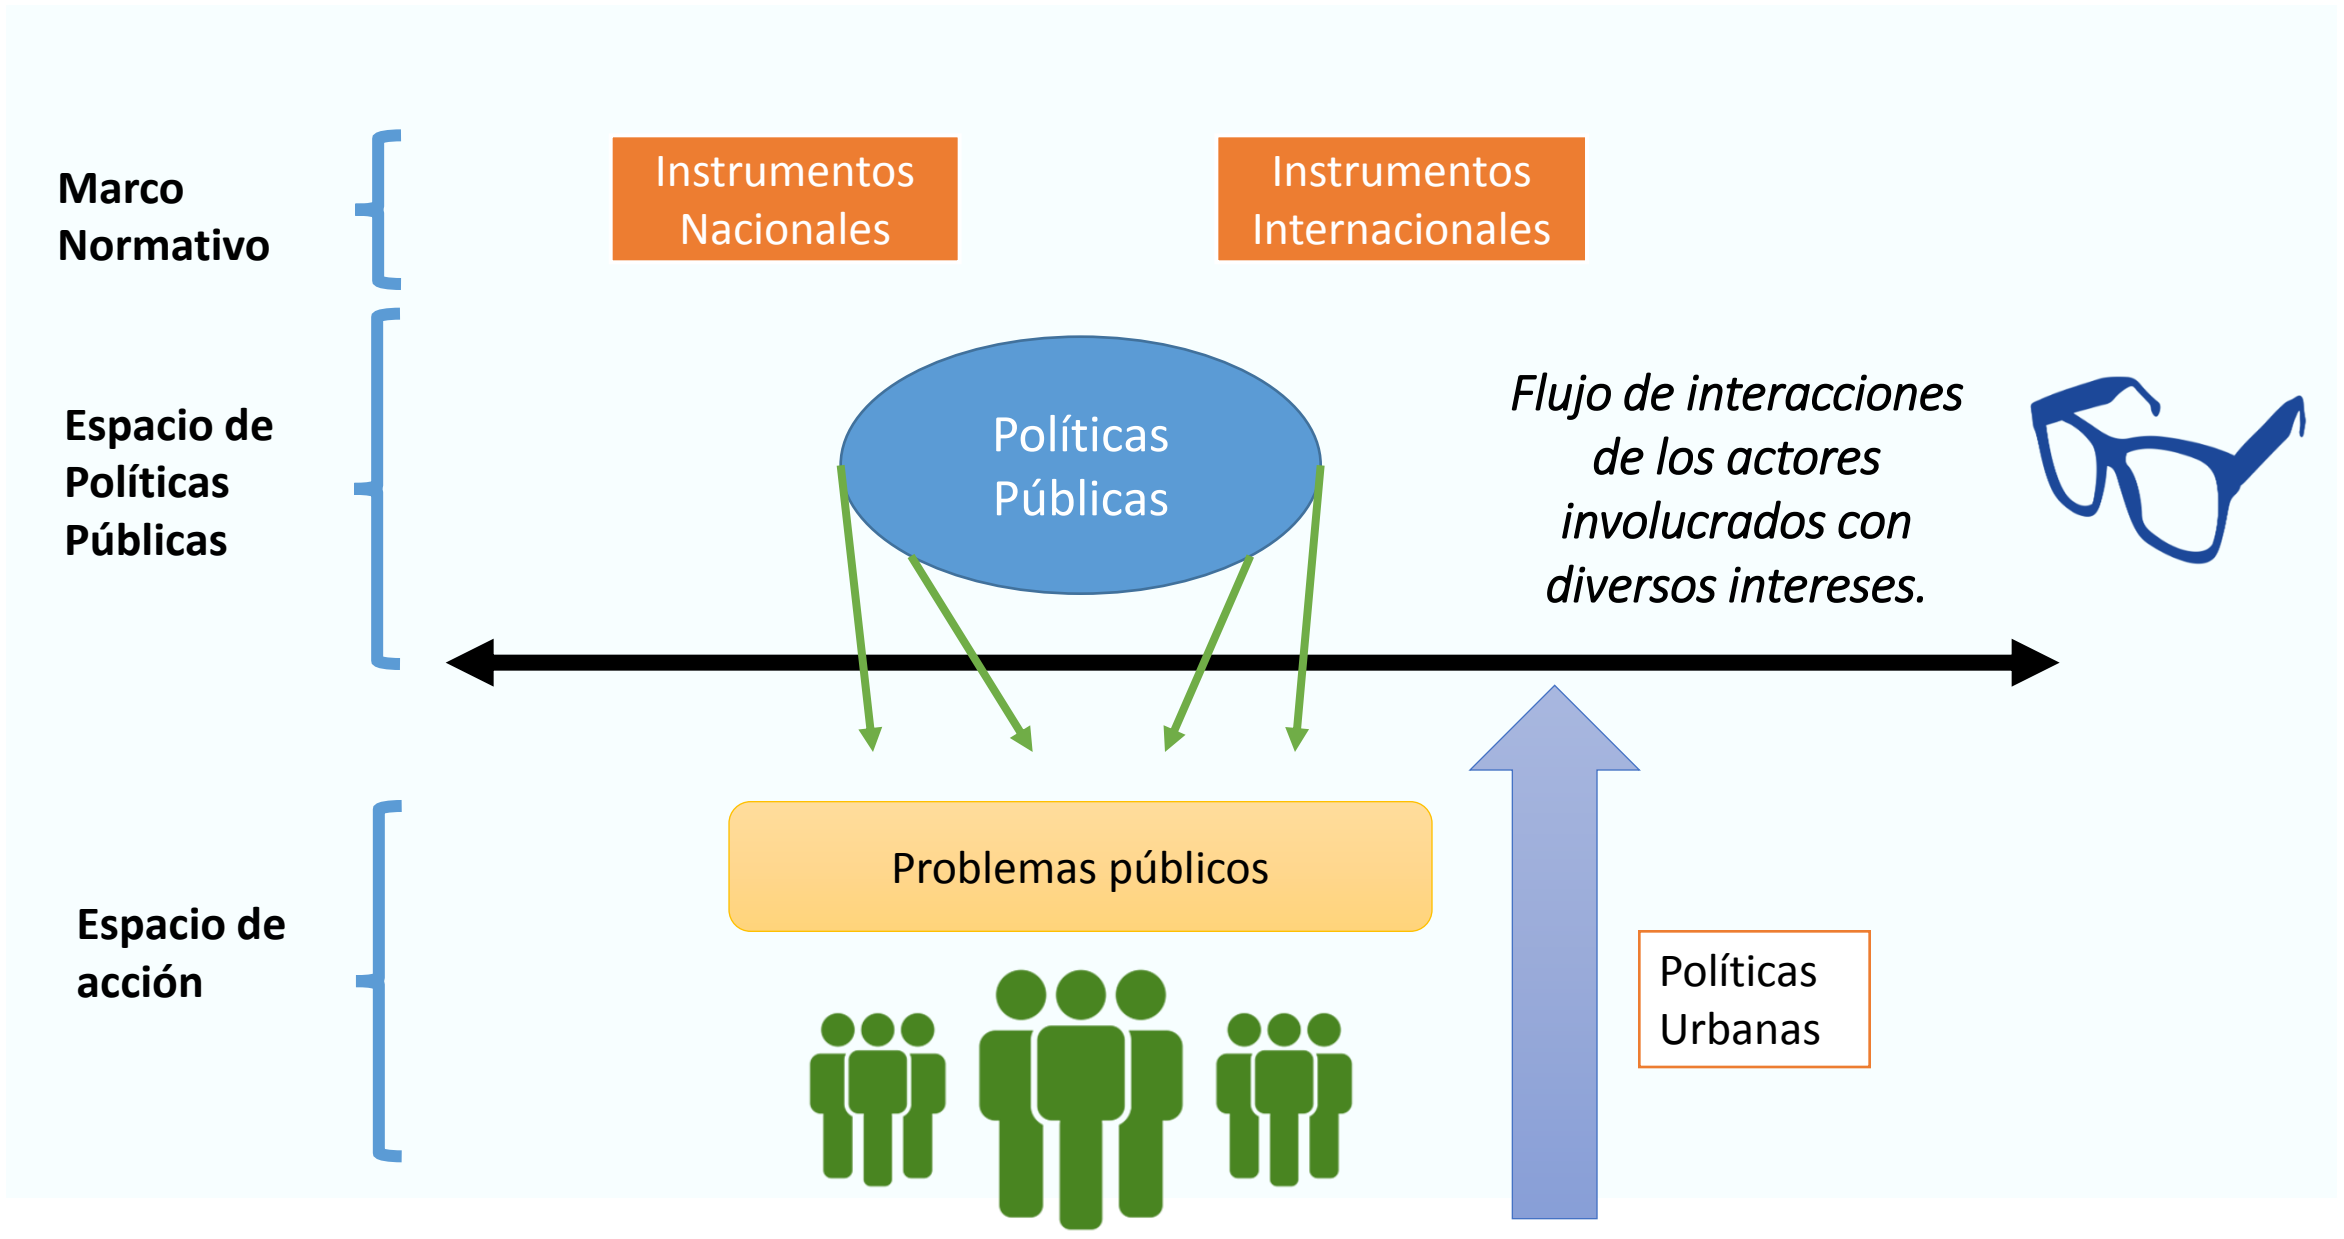 Marco
Normativo
Instrumentos
Nacionales
Instrumentos
Internacionales
Espacio de
Políticas
Públicas
Políticas
Públicas
Flujo de interacciones
de los actores
involucrados con
diversos intereses.
Espacio de
acción
Problemas públicos
Políticas
Urbanas